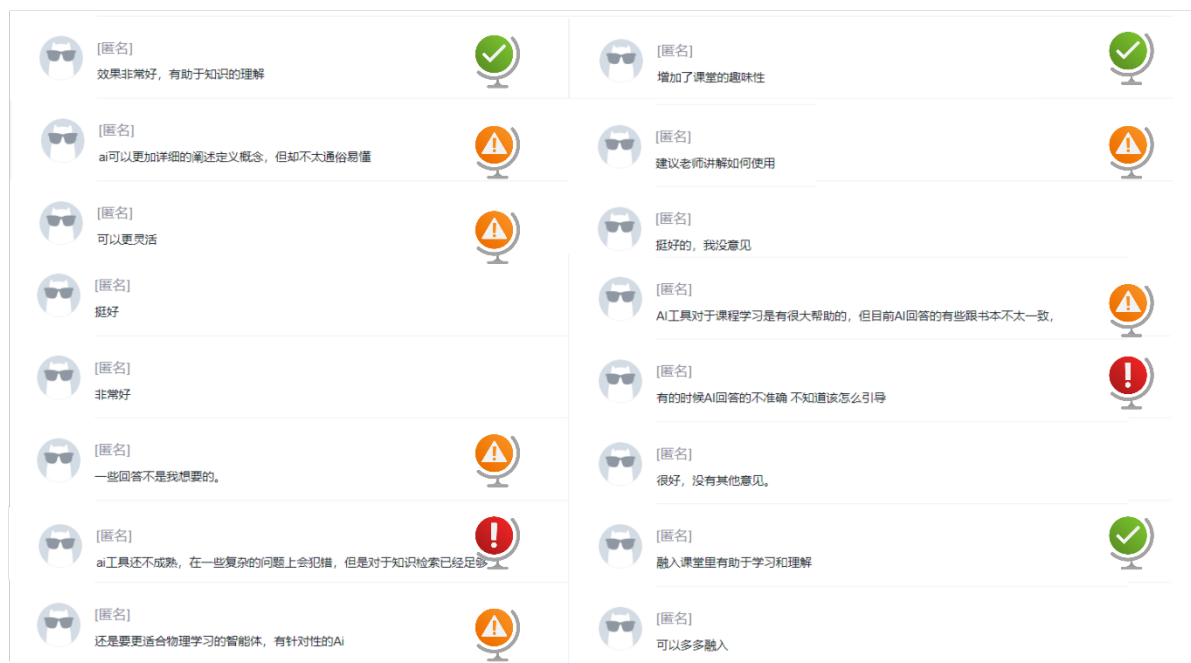 [匿名]
效果非常好，有助于知识的理解
[匿名]
ai可以更加详细的阐述定义概念，但却不太通俗易懂
[匿名]
可以更灵活
[匿名]
挺好
[匿名]
非常好
[匿名]
一些回答不是我想要的。
[匿名]
ai工具还不成熟，在一些复杂的问题上会犯错，但是对于知识检索已经足够
[匿名]
还是要更适合物理学习的智能体，有针对性的Ai
[匿名]
增加了课堂的趣味性
[匿名]
建议老师讲解如何使用
[匿名]
挺好的，我没意见
[匿名]
AI工具对于课程学习是有很大帮助的，但目前AI回答的有些跟书本不太一致，
[匿名]
有的时候AI回答的不准确 不知道该怎么引导
[匿名]
很好，没有其他意见。
[匿名]
融入课堂里有助于学习和理解
[匿名]
可以多多融入